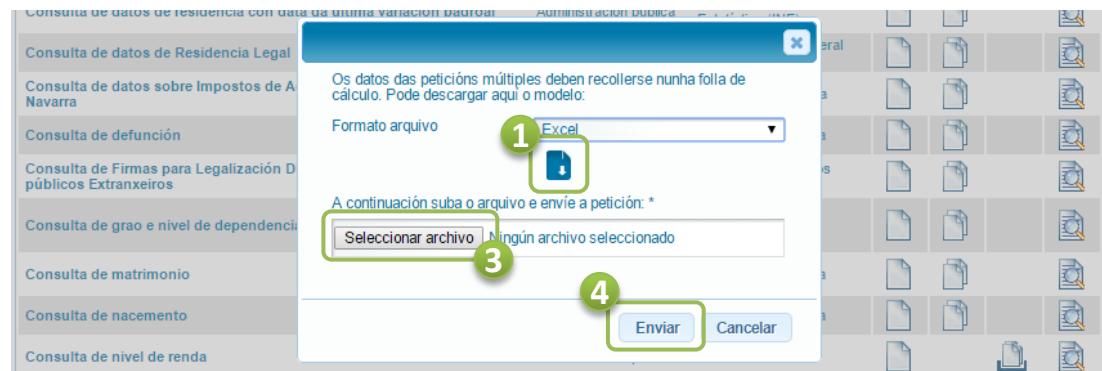 Consulta de datos de residencia con data da última variación padroal
Administración pública
Estatística (INE)
Consulta de datos de Residencia Legal
eral
Consulta de datos sobre Impostos de A
Navarra
a
Consulta de defunción
a
Consulta de Firmas para Legalización D
públicos Extranxeiros
os
Consulta de grao e nivel de dependencia
Consulta de matrimonio
a
Consulta de nacemento
a
Consulta de nivel de renda
Os datos das peticións múltiples deben recollerse nunha folla de
cálculo. Pode descargar aquí o modelo:
Formato arquivo
1
Excel
A continuación suba o arquivo e envíe a petición: *
Seleccionar archivo Ningún archivo seleccionado
3
4
Enviar Cancelar